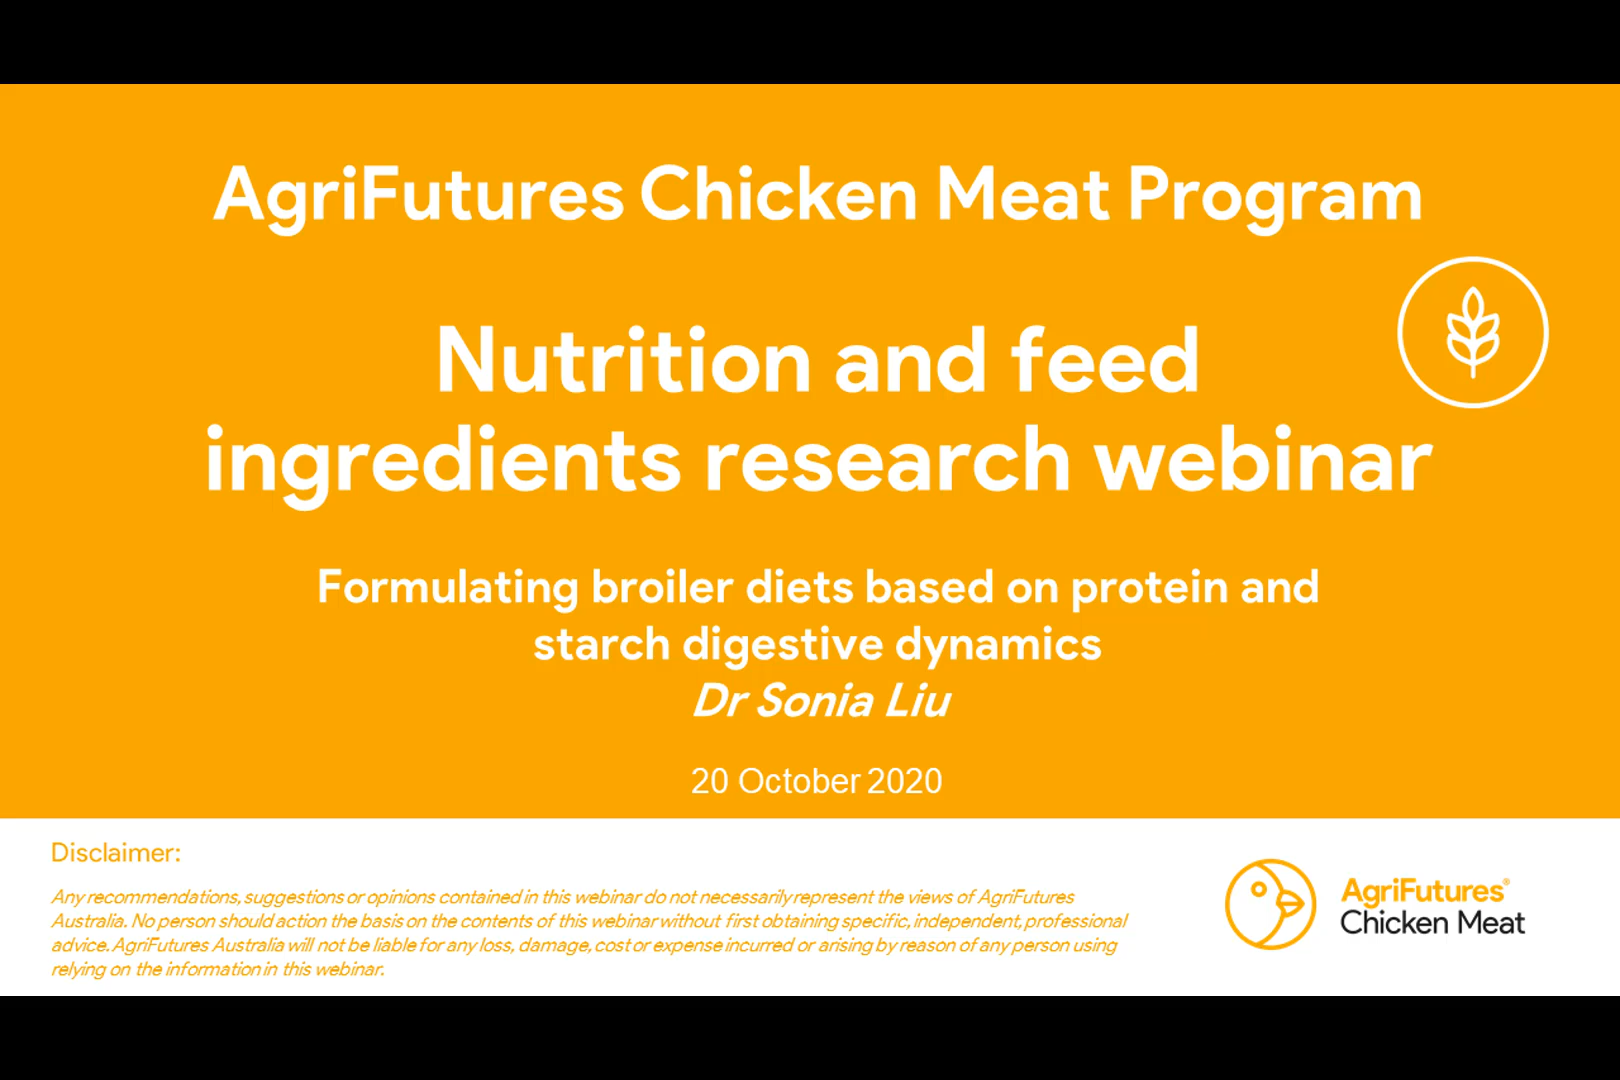 AgriFutures Chicken Meat Program
Nutrition and feed
ingredients research webinar
Formulating broiler diets based on protein and
starch digestive dynamics
Dr Sonia Liu
20 October 2020
Disclaimer:
Any recommendations, suggestions or opinions contained in this webinar do not necessarily represent the views of AgriFutures
Australia. No person should action the basis on the contents of this webinar without first obtaining specific, independent, professional
advice. AgriFutures Australia will not be liable for any loss, damage, cost or expense incurred or arising by reason of any person using
relying on the information in this webinar.
AgriFutures®
Chicken Meat